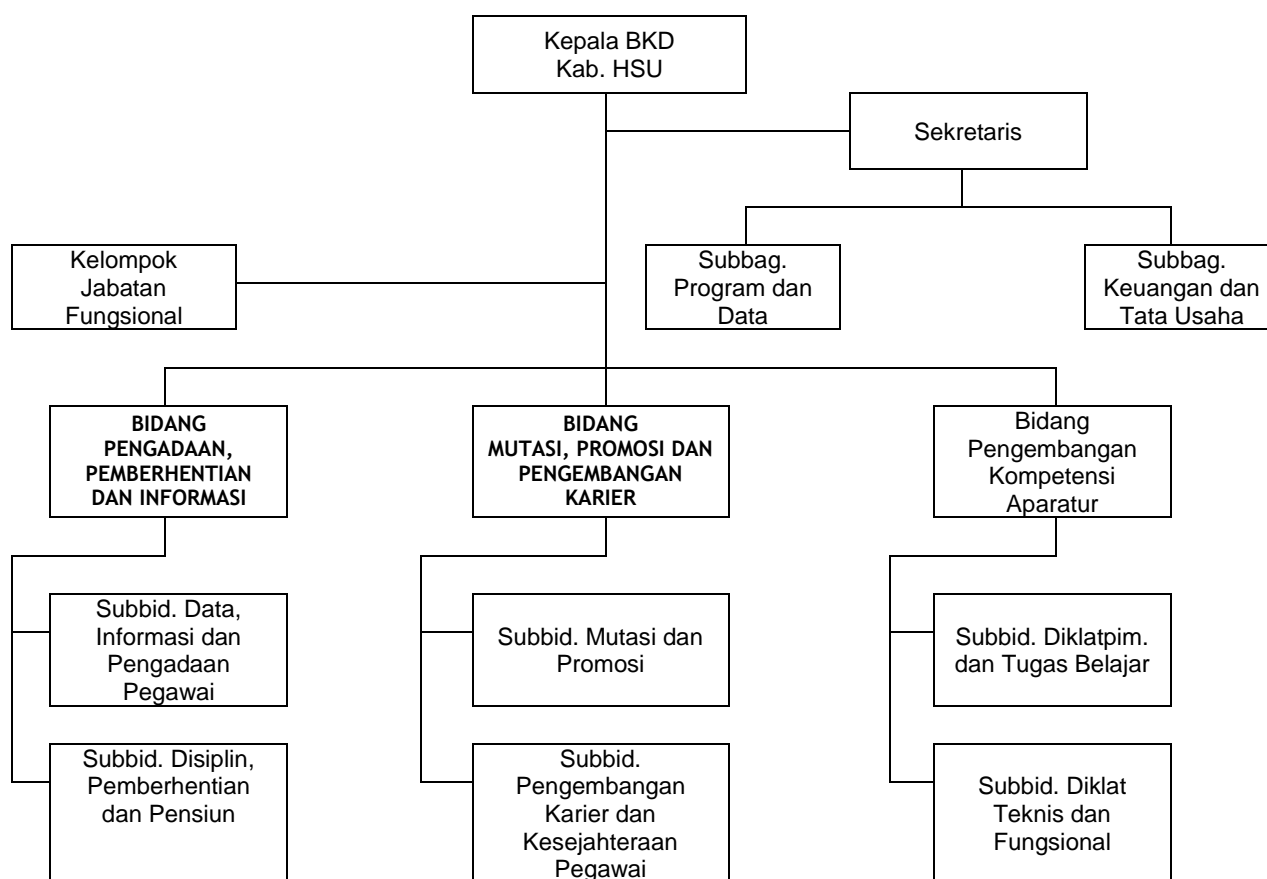 Kepala BKD
Kab. HSU
Sekretaris
Kelompok
Jabatan
Fungsional
Subbag.
Program dan
Data
Subbag.
Keuangan dan
Tata Usaha
BIDANG
PENGADAAN,
PEMBERHENTIAN
DAN INFORMASI
BIDANG
MUTASI, PROMOSI DAN
PENGEMBANGAN
KARIER
Bidang
Pengembangan
Kompetensi
Aparatur
Subbid. Data,
Informasi dan
Pengadaan
Pegawai
Subbid. Mutasi dan
Promosi
Subbid. Diklatpim.
dan Tugas Belajar
Subbid. Disiplin,
Pemberhentian
dan Pensiun
Subbid.
Pengembangan
Karier dan
Kesejahteraan
Pegawai
Subbid. Diklat
Teknis dan
Fungsional